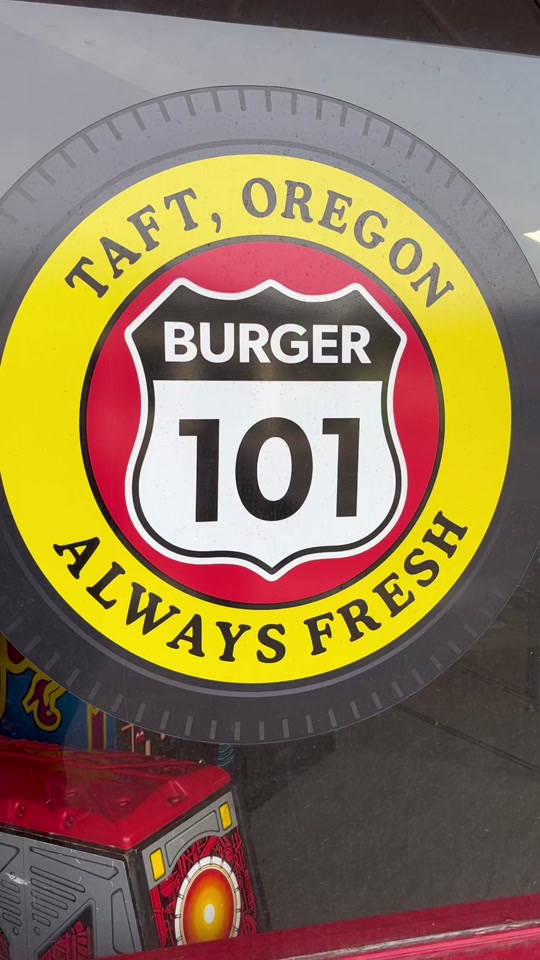 TAFT, OREGON
BURGER
101
ALWAYS FRESH